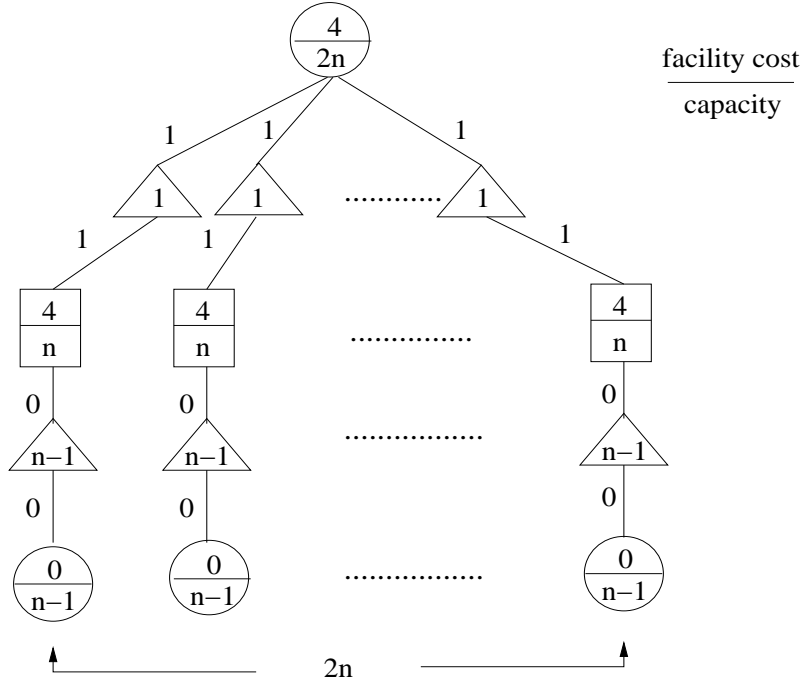 4
2n
facility cost
capacity
1 1 1
1 1 ............. 1
1 1 1
4 4 4
n n ................ n
0 0 0
n−1 n−1 .................. n−1
0 0 0
0 0 0
n−1 n−1 .................. n−1
2n